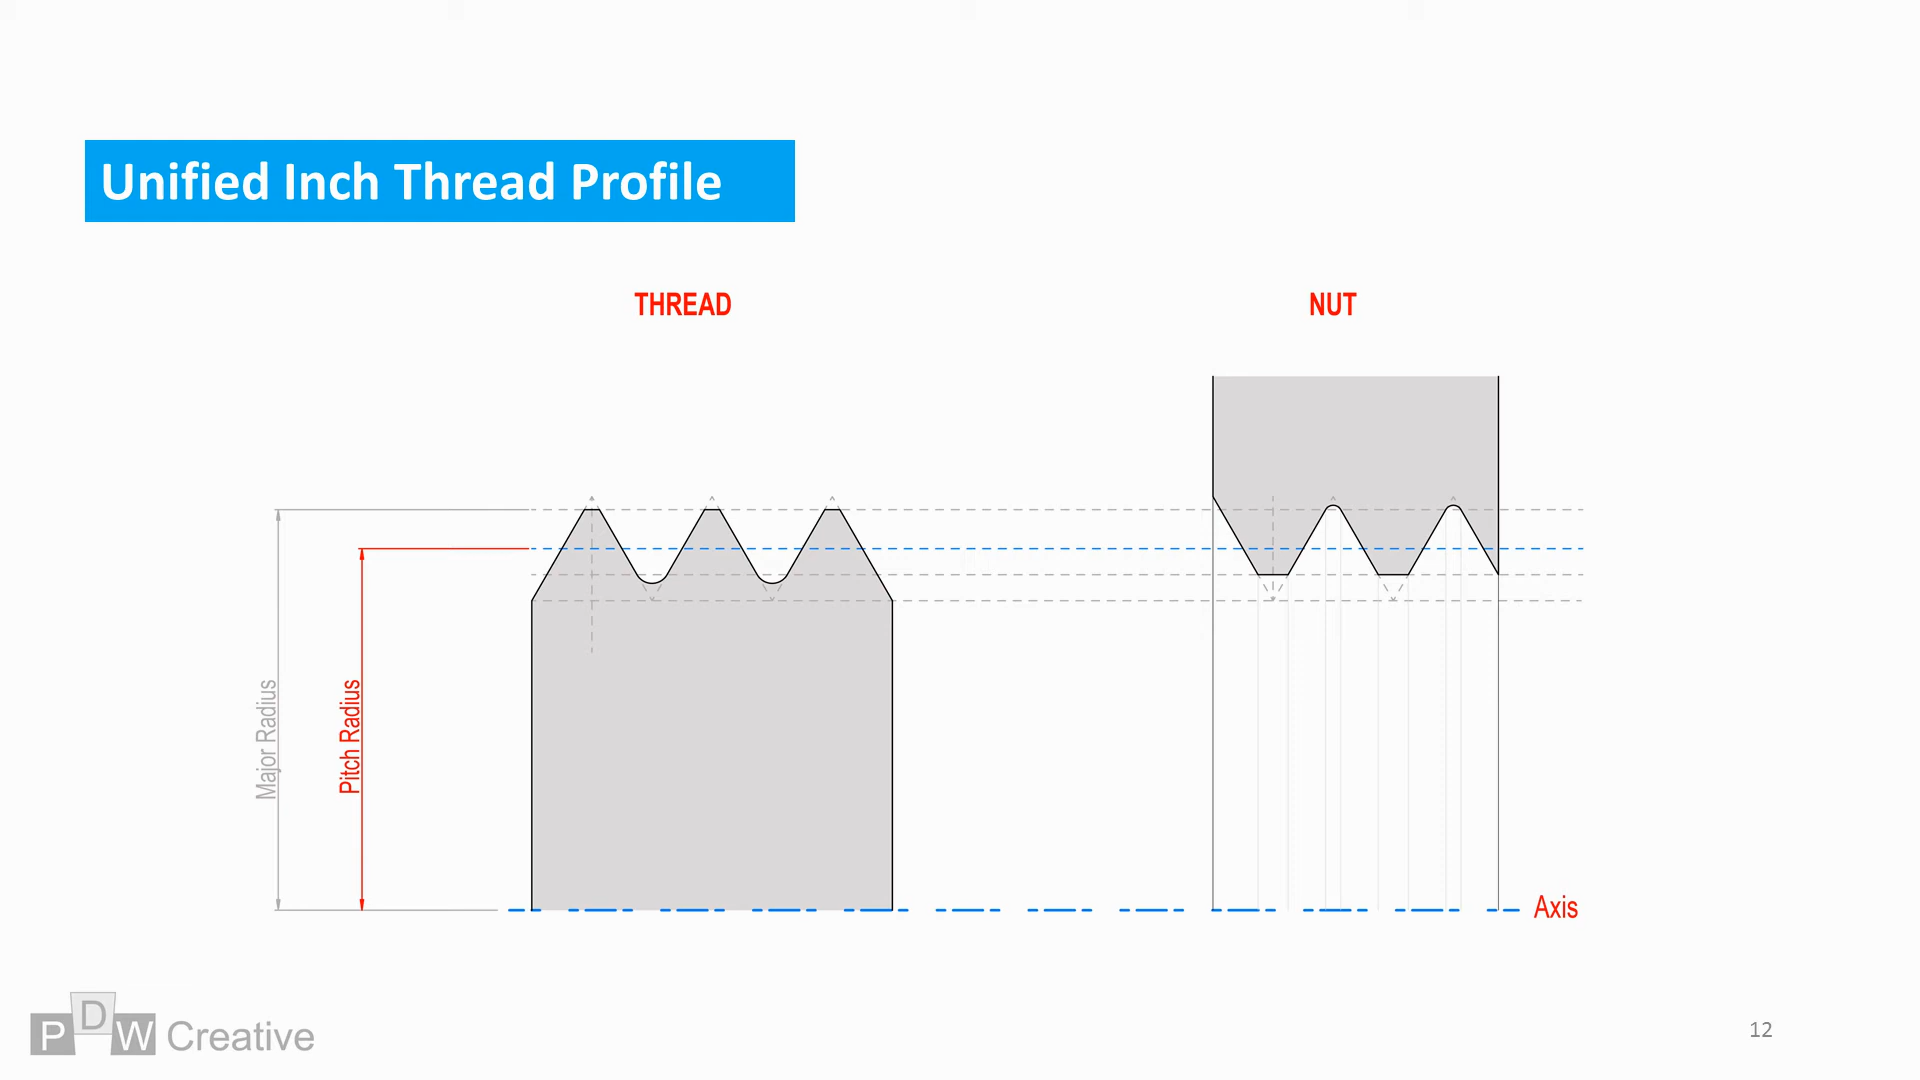 Unified Inch Thread Profile
THREAD
NUT
Major Radius
Pitch Radius
Axis
PDW Creative
12